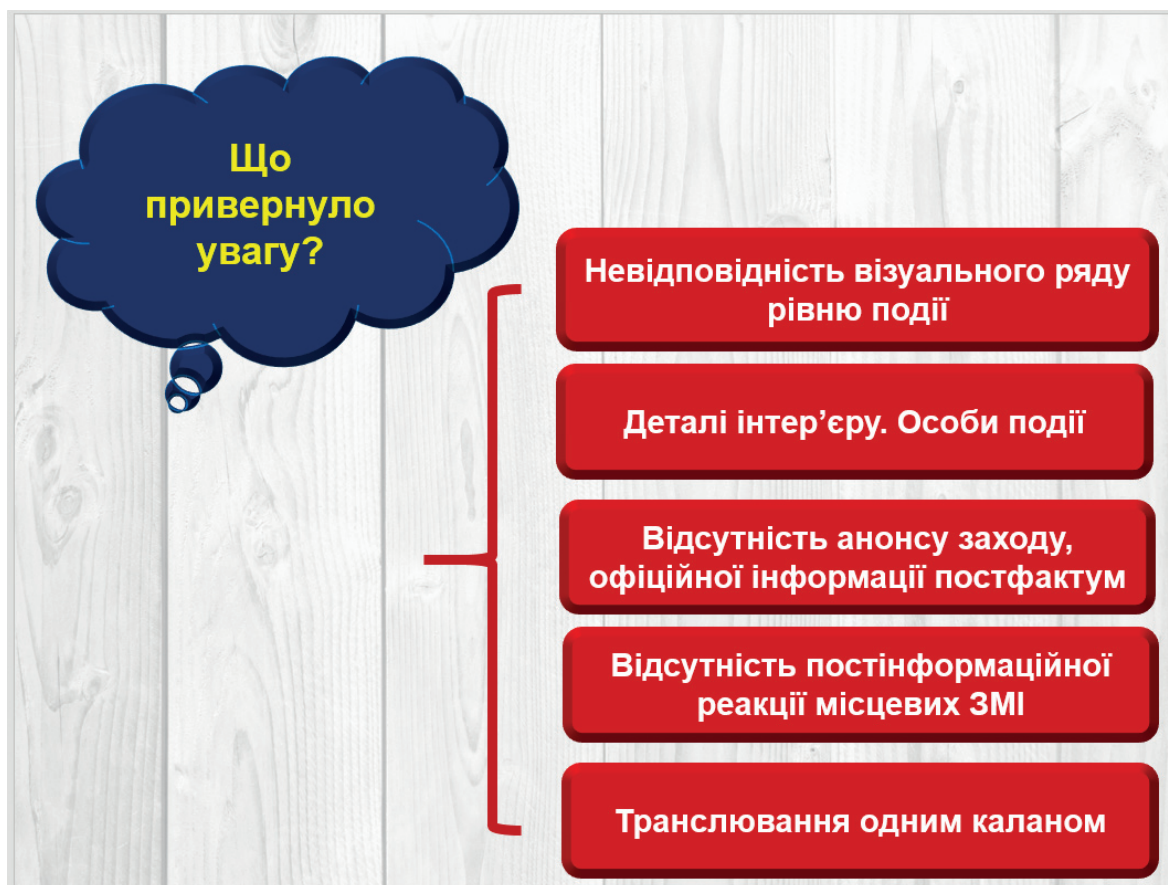 Що
привернуло
увагу?
Невідповідність візуального ряду
рівню події
Деталі інтер’єру. Особи події
Відсутність анонсу заходу,
офіційної інформації постфактум
Відсутність постінформаційної
реакції місцевих ЗМІ
Транслювання одним каланом